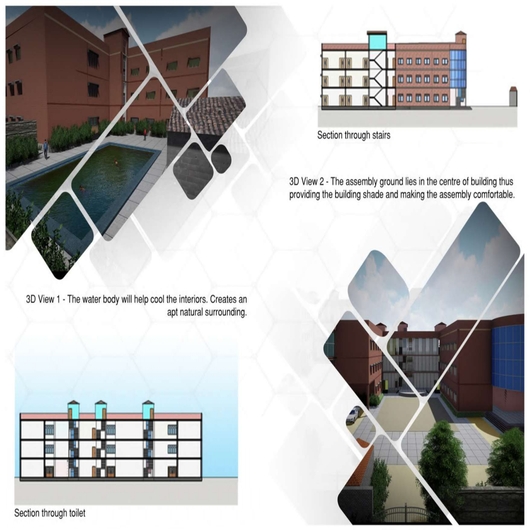 Section through stairs
3D View 2 - The assembly ground lies in the centre of building thus
providing the building shade and making the assembly comfortable.
3D View 1 - The water body will help cool the interiors. Creates an
apt natural surrounding.
Section through toilet